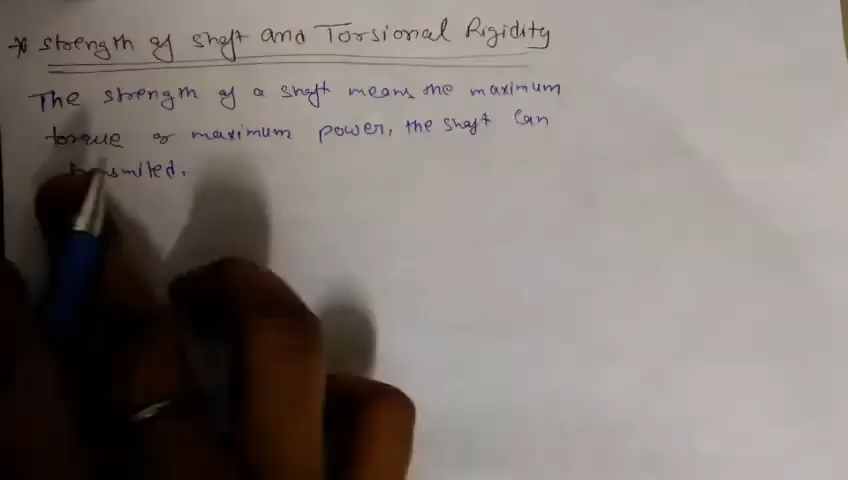 * Strength of shaft and Torsional Rigidity
The strength of a shaft means the maximum
torque or maximum power, the shaft can
transmited.